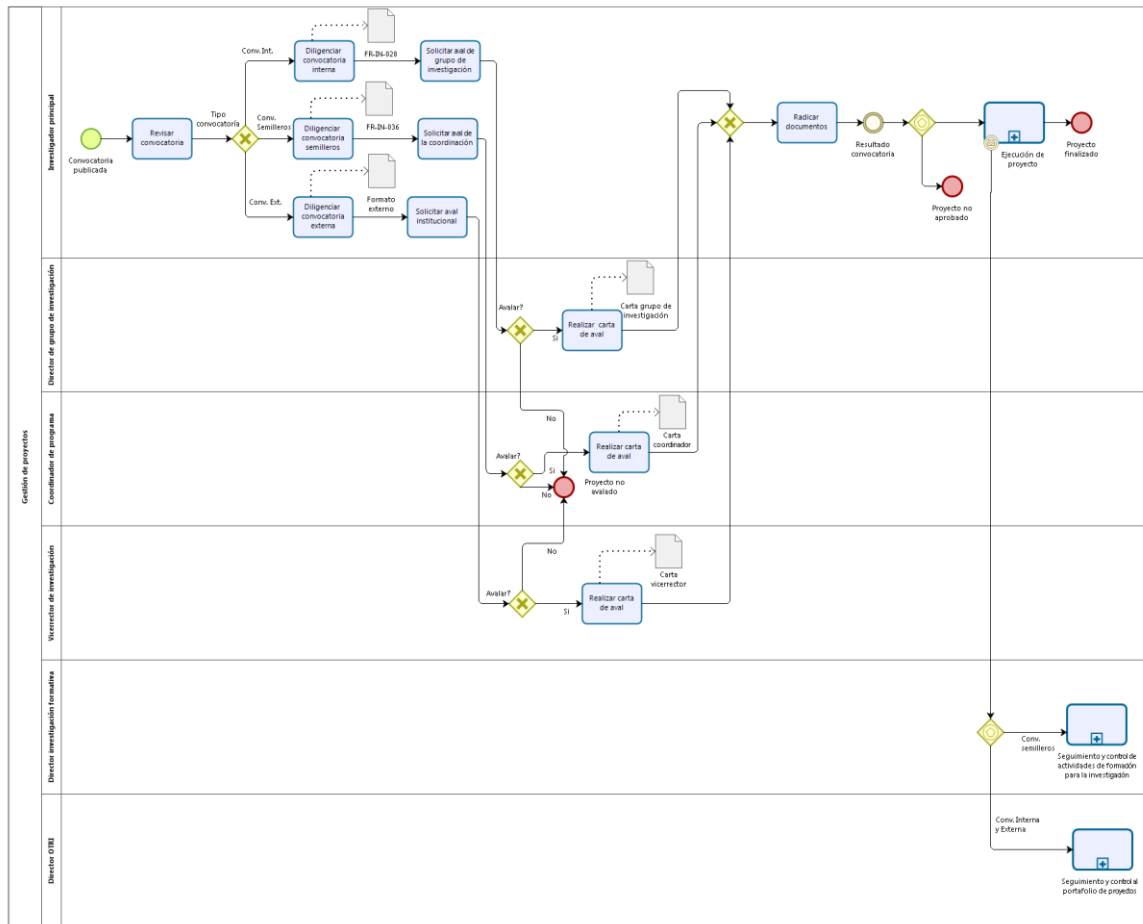 Gestión de proyectos
Investigador principal
Convocatoria
publicada
Revisar
convocatoria
Tipo
convocatoría
Conv. Int.
Conv.
Semilleros
Conv. Ext.
Diligenciar
convocatoria
interna
FR-IN-028
Solicitar aval de
grupo de
investigación
Diligenciar
convocatoria
semilleros
FR-IN-036
Solicitar aval de
la coordinación
Diligenciar
convocatoria
externa
Formato
externo
Solicitar aval
institucional
Radicar
documentos
Resultado
convocatoria
Ejecución de
proyecto
Proyecto
finalizado
Proyecto no
aprobado
Director de grupo de investigación
Avalar?
Si
No
Realizar carta
de aval
Carta grupo de
investigación
Coordinador de programa
Avalar?
Si
No
Realizar carta
de aval
Carta
coordinador
Proyecto no
avalado
Vicerrector de investigación
Avalar?
No
Si
Realizar carta
de aval
Carta
vicerrector
Director investigación formativa
Conv.
semilleros
Seguimiento y control de
actividades de formación
para la investigación
Director OTRI
Conv. Interna
y Externa
Seguimiento y control al
portafolio de proyectos